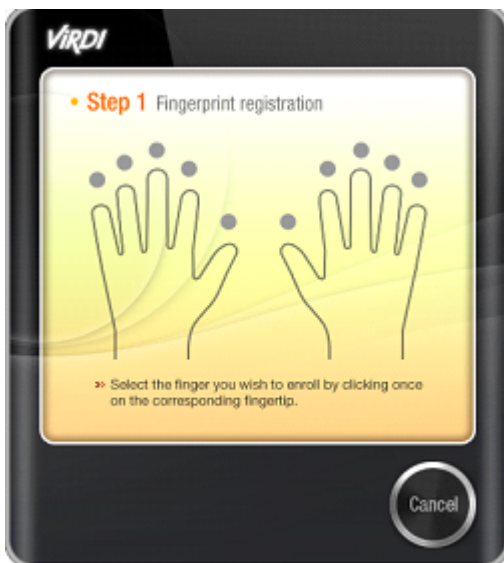 ViRDI
• Step 1 Fingerprint registration
» Select the finger you wish to enroll by clicking once
on the corresponding fingertip.
Cancel